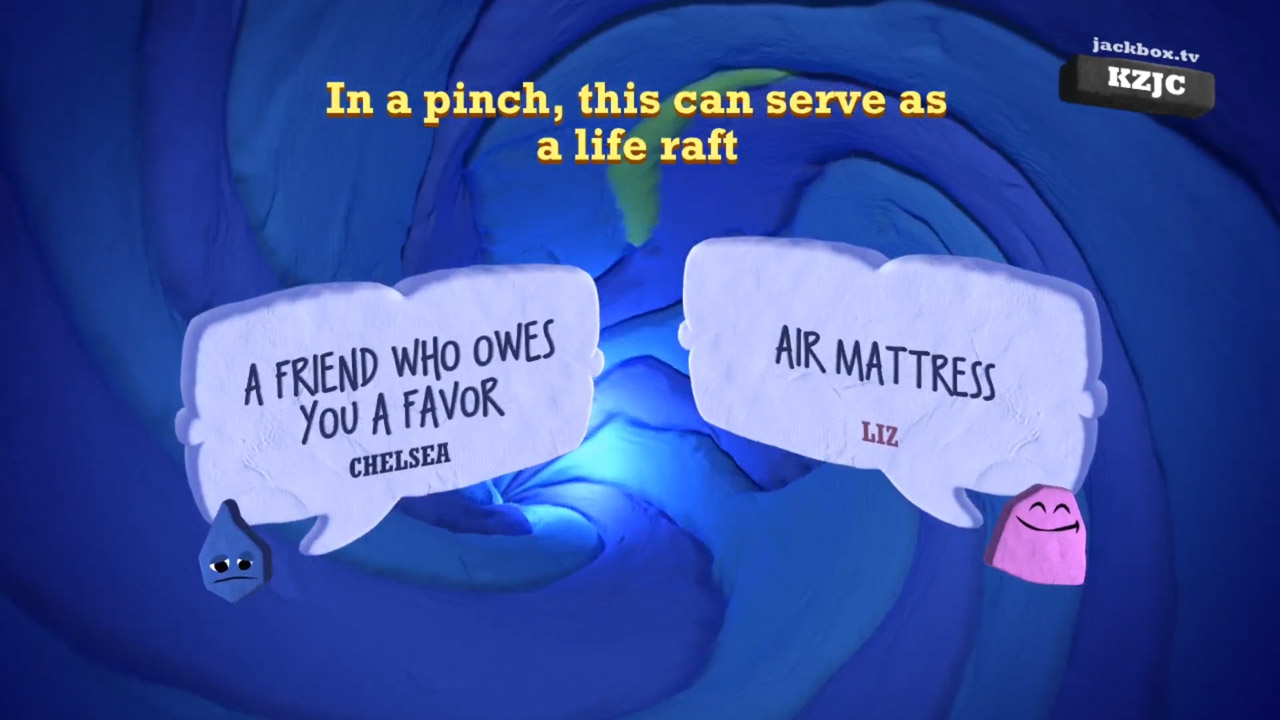 jackbox.tv
KZJC
In a pinch, this can serve as
a life raft
A FRIEND WHO OWES
YOU A FAVOR
CHELSEA
AIR MATTRESS
LIZ